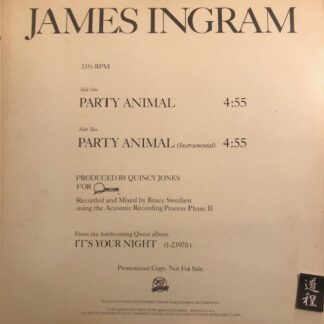 JAMES INGRAM
33⅓ RPM
Side One
PARTY ANIMAL 4:55
Side Two
PARTY ANIMAL (Instrumental) 4:55
PRODUCED BY QUINCY JONES
FOR
Recorded and Mixed by Bruce Swedien
using the Acusonic Recording Process Phase II
From the forthcoming Qwest album
IT'S YOUR NIGHT (1-23970)
Promotional Copy. Not For Sale.
道程